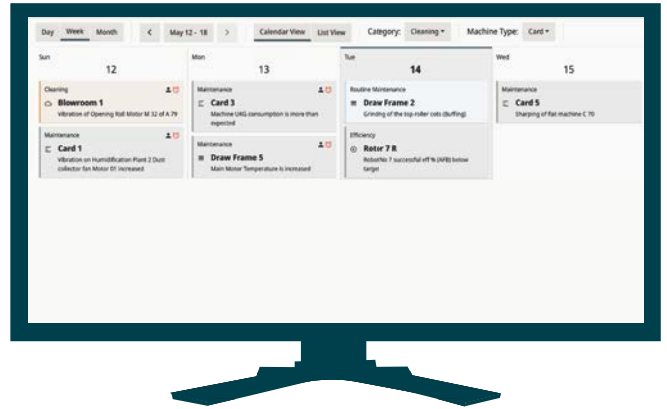 Day Week Month < May 12 - 18 > Calendar View List View Category: Cleaning Machine Type: Card
Sun Mon Tue Wed
12 13 14 15
Cleaning
Blowroom 1
Vibration of Opening Roll Motor M 32 of A 79
Maintenance
Card 1
Vibration on Humidification Plant 2 Dust
collector fan Motor 01 increased
Maintenance
Card 3
Machine UKG consumption is more than
expected
Maintenance
Draw Frame 5
Main Motor Temperature is increased
Routine Mintenance
Draw Frame 2
Grinding of the top roller cots (Buffing)
Efficiency
Rotor 7 R
RobotNo 7 successful eff % (AFB) below
target
Maintenance
Card 5
Sharping of flat machine C 70